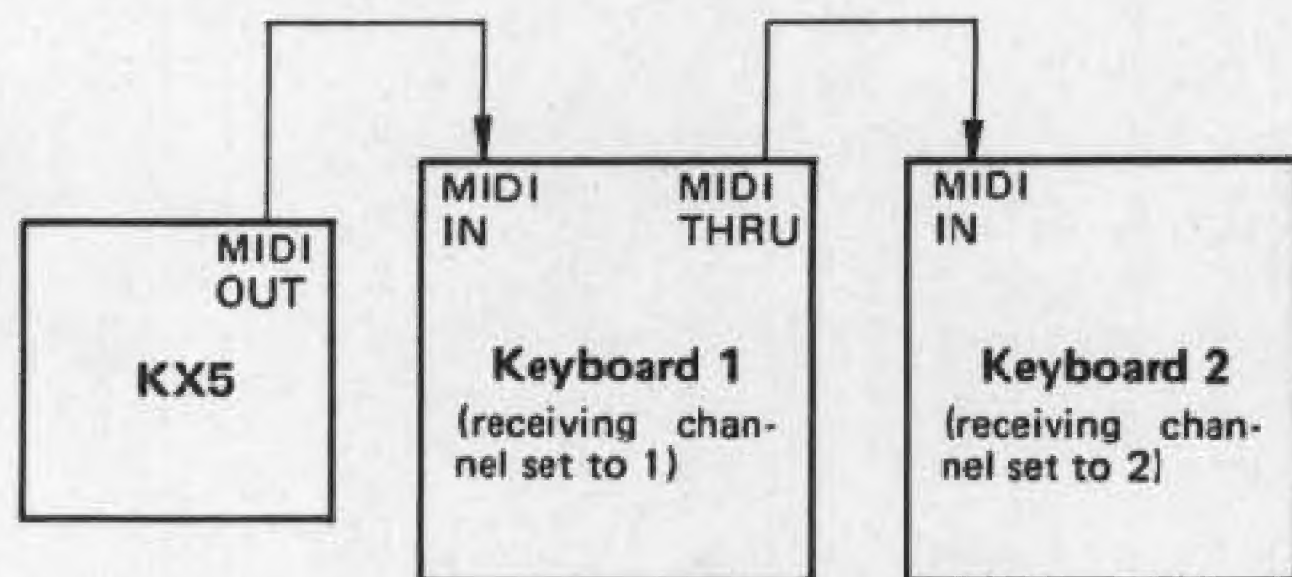 MIDI
OUT
KX5
MIDI
IN
MIDI
THRU
Keyboard 1
(receiving chan-
nel set to 1)
MIDI
IN
Keyboard 2
(receiving chan-
nel set to 2)